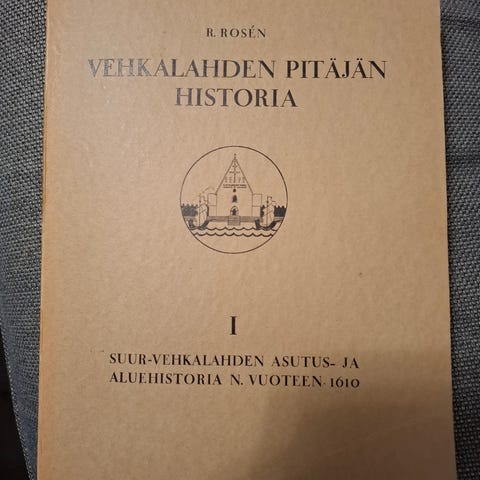 R. ROSÉN
VEHKALAHDEN PITÄJÄN
HISTORIA
I
SUUR-VEHKALAHDEN ASUTUS- JA
ALUEHISTORIA N. VUOTEEN 1610